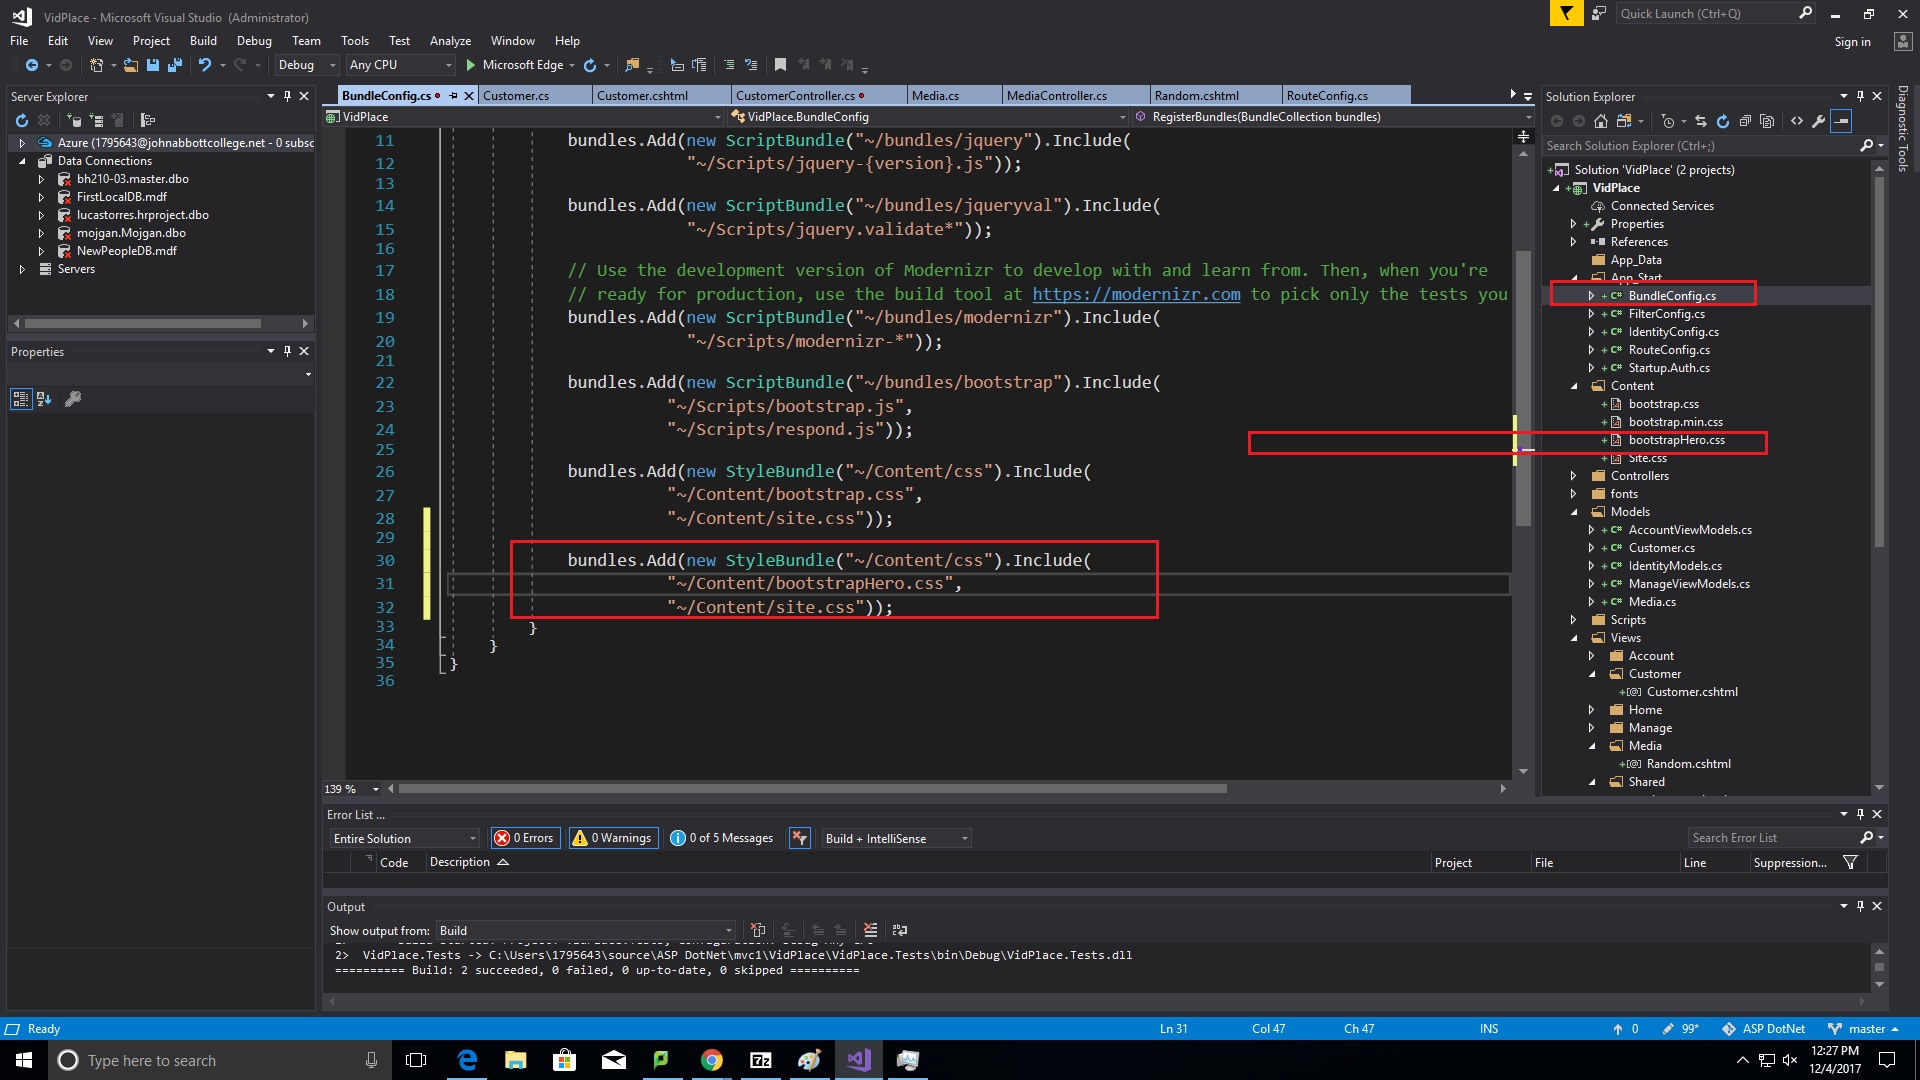 VidPlace - Microsoft Visual Studio (Administrator)
Quick Launch (Ctrl+Q)
File Edit View Project Build Debug Team Tools Test Analyze Window Help
Sign in
Debug Any CPU Microsoft Edge
Server Explorer
Azure (1795643@johnabbottcollege.net - 0 subsc
Data Connections
bh210-03.master.dbo
FirstLocalDB.mdf
lucastorres.hrproject.dbo
mojgan.Mojgan.dbo
NewPeopleDB.mdf
Servers
Properties
BundleConfig.cs Customer.cs Customer.cshtml CustomerController.cs Media.cs MediaController.cs Random.cshtml RouteConfig.cs
VidPlace VidPlace.BundleConfig RegisterBundles(BundleCollection bundles)
11 bundles.Add(new ScriptBundle("~/bundles/jquery").Include(
12 "~/Scripts/jquery-{version}.js"));
13
14 bundles.Add(new ScriptBundle("~/bundles/jqueryval").Include(
15 "~/Scripts/jquery.validate*"));
16
17 // Use the development version of Modernizr to develop with and learn from. Then, when you're
18 // ready for production, use the build tool at https://modernizr.com to pick only the tests you
19 bundles.Add(new ScriptBundle("~/bundles/modernizr").Include(
20 "~/Scripts/modernizr-*"));
21
22 bundles.Add(new ScriptBundle("~/bundles/bootstrap").Include(
23 "~/Scripts/bootstrap.js",
24 "~/Scripts/respond.js"));
25
26 bundles.Add(new StyleBundle("~/Content/css").Include(
27 "~/Content/bootstrap.css",
28 "~/Content/site.css"));
29
30 bundles.Add(new StyleBundle("~/Content/css").Include(
31 "~/Content/bootstrapHero.css",
32 "~/Content/site.css"));
33 }
34 }
35 }
36
139 %
Solution Explorer
Search Solution Explorer (Ctrl+;)
Solution 'VidPlace' (2 projects)
VidPlace
Connected Services
Properties
References
App_Data
App_Start
BundleConfig.cs
FilterConfig.cs
IdentityConfig.cs
RouteConfig.cs
Startup.Auth.cs
Content
bootstrap.css
bootstrap.min.css
bootstrapHero.css
Site.css
Controllers
fonts
Models
AccountViewModels.cs
Customer.cs
IdentityModels.cs
ManageViewModels.cs
Media.cs
Scripts
Views
Account
Customer
Customer.cshtml
Home
Manage
Media
Random.cshtml
Shared
Diagnostic Tools
Error List ...
Entire Solution 0 Errors 0 Warnings 0 of 5 Messages Build + IntelliSense Search Error List
Code Description Project File Line Suppression...
Output
Show output from: Build
2> VidPlace.Tests -> C:\Users\1795643\source\ASP DotNet\mvc1\VidPlace\VidPlace.Tests\bin\Debug\VidPlace.Tests.dll
========== Build: 2 succeeded, 0 failed, 0 up-to-date, 0 skipped ==========
Ready Ln 31 Col 47 Ch 47 INS 0 99* ASP DotNet master
Type here to search
12:27 PM
12/4/2017